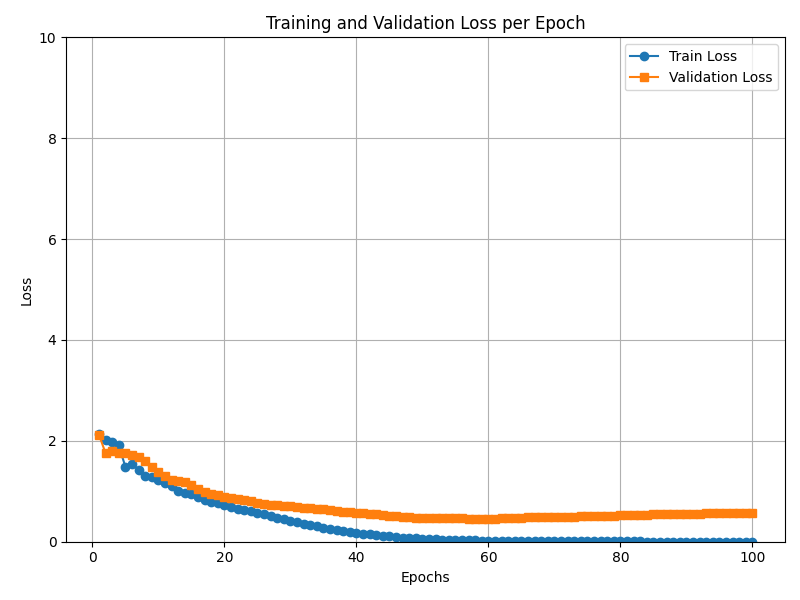 Training and Validation Loss per Epoch
Train Loss
Validation Loss
10
8
6
4
2
0
Loss
0 20 40 60 80 100
Epochs